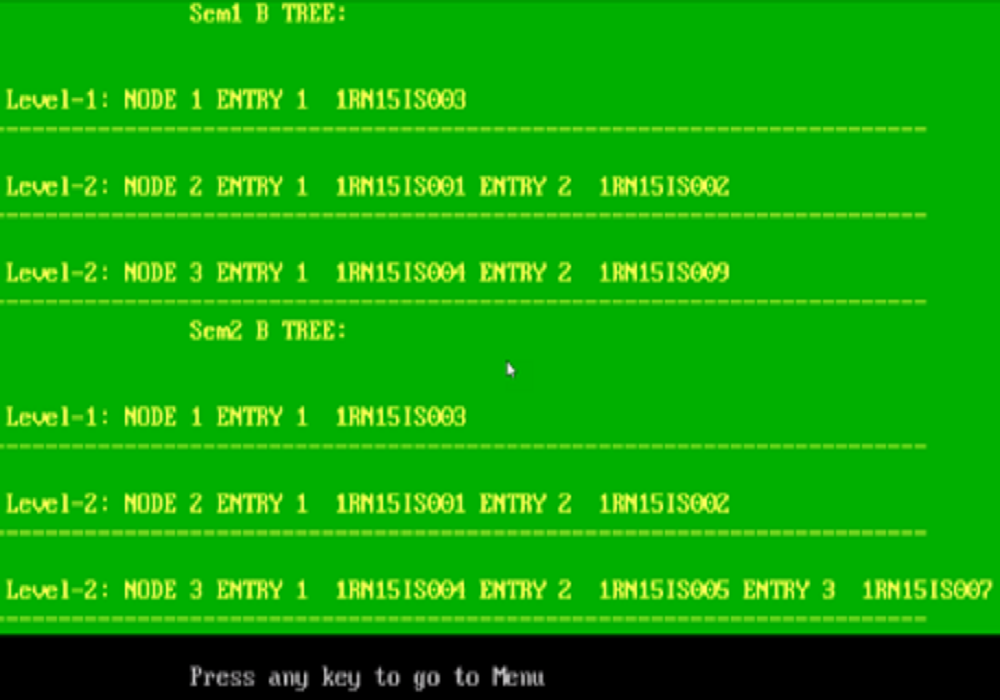 Sem1 B TREE:
Level-1: NODE 1 ENTRY 1 1RN15IS003
Level-2: NODE 2 ENTRY 1 1RN15IS001 ENTRY 2 1RN15IS002
Level-2: NODE 3 ENTRY 1 1RN15IS004 ENTRY 2 1RN15IS009
Sem2 B TREE:
Level-1: NODE 1 ENTRY 1 1RN15IS003
Level-2: NODE 2 ENTRY 1 1RN15IS001 ENTRY 2 1RN15IS002
Level-2: NODE 3 ENTRY 1 1RN15IS004 ENTRY 2 1RN15IS005 ENTRY 3 1RN15IS007
Press any key to go to Menu